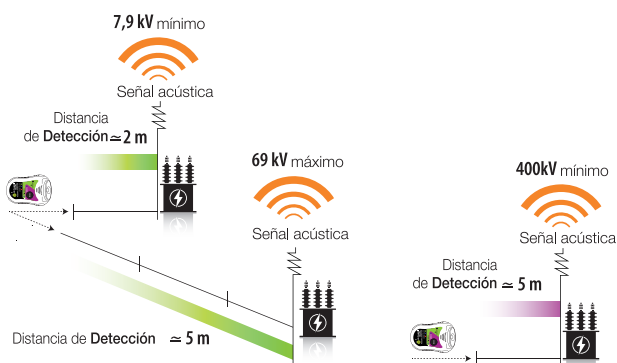 7,9 kV mínimo
Señal acústica
Distancia
de Detección ≃ 2 m
69 kV máximo
Señal acústica
Distancia de Detección ≃ 5 m
400kV mínimo
Señal acústica
Distancia
de Detección ≃ 5 m